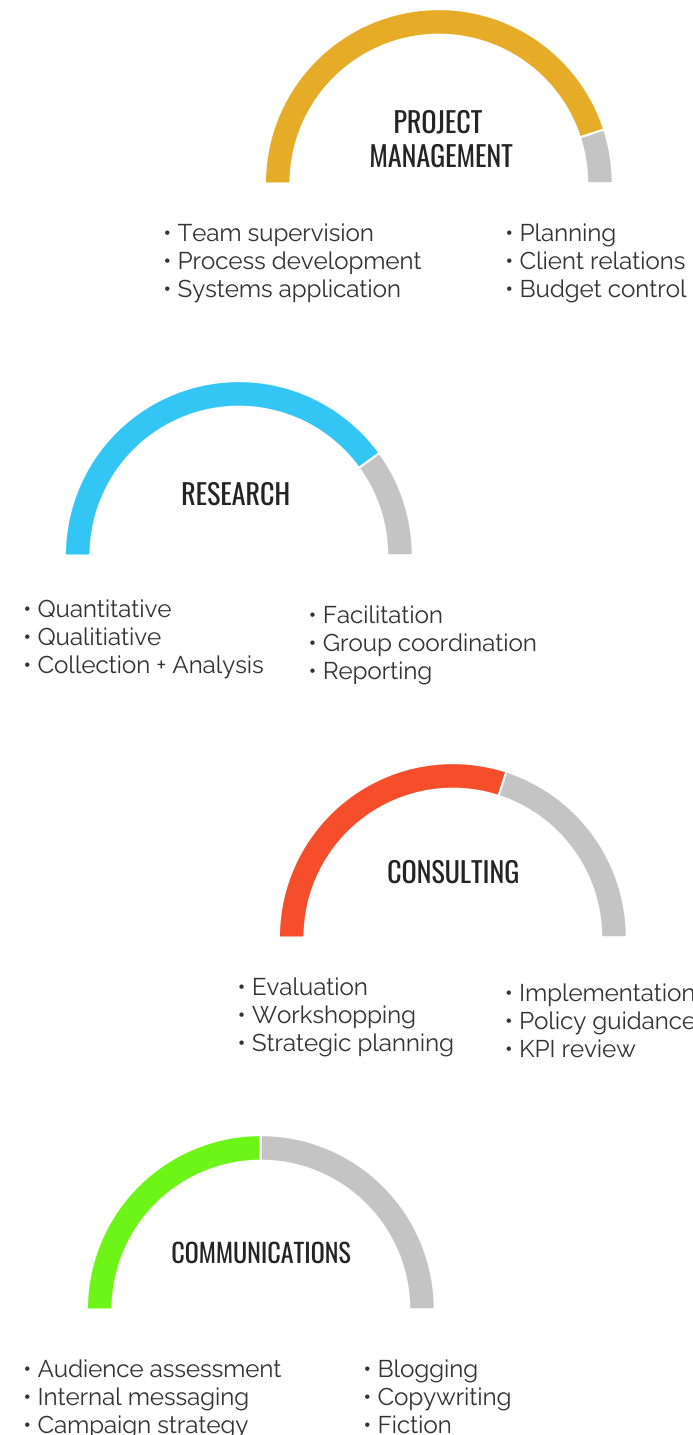 PROJECT
MANAGEMENT
• Team supervision
• Process development
• Systems application
• Planning
• Client relations
• Budget control
RESEARCH
• Quantitative
• Qualitiative
• Collection + Analysis
• Facilitation
• Group coordination
• Reporting
CONSULTING
• Evaluation
• Workshopping
• Strategic planning
• Implementation
• Policy guidance
• KPI review
COMMUNICATIONS
• Audience assessment
• Internal messaging
• Campaign strategy
• Blogging
• Copywriting
• Fiction